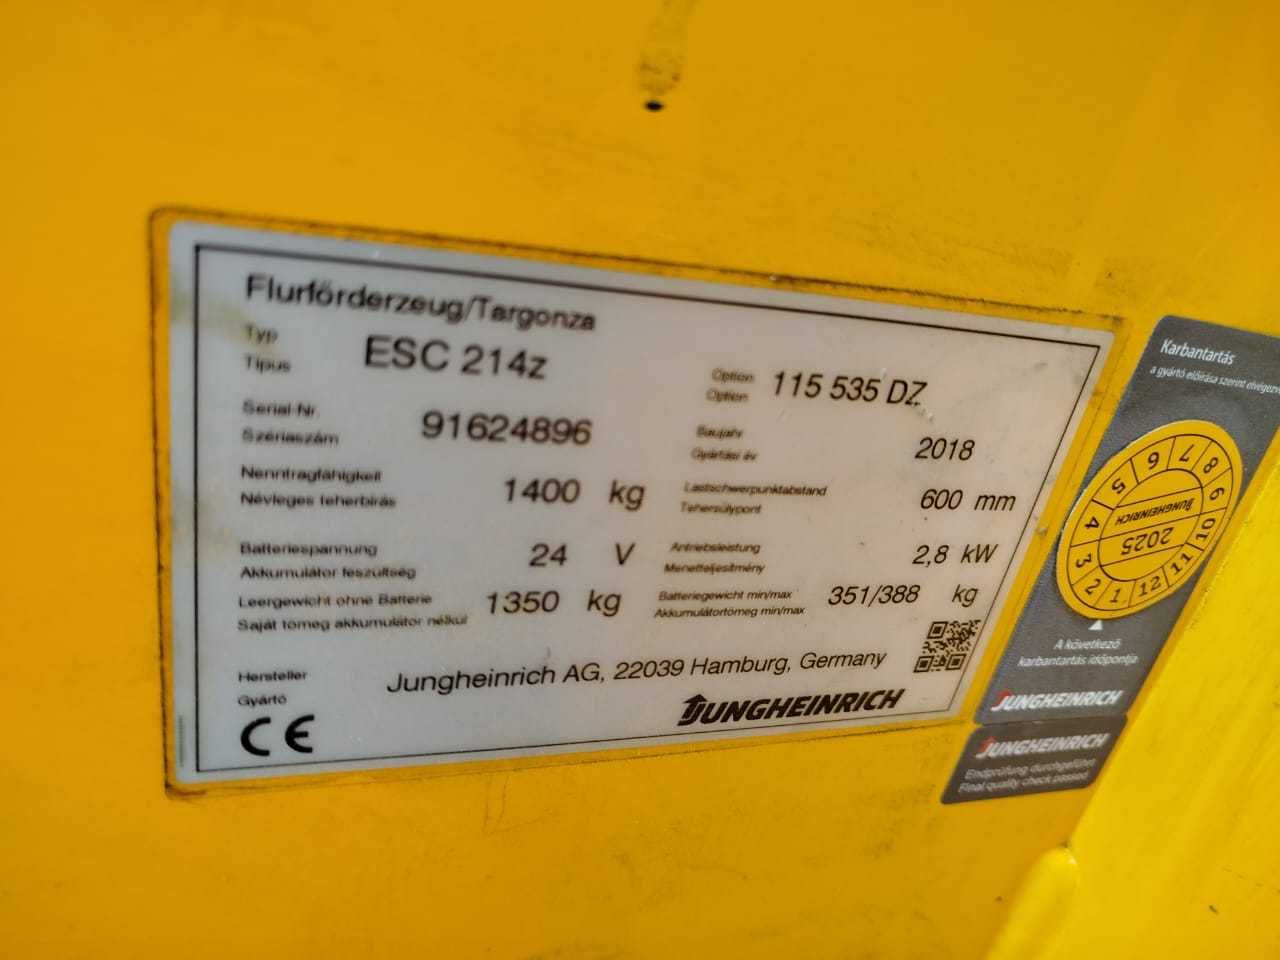 Flurförderzeug/Targonza
Typ
Tipus
ESC 214z
Option
Option
115 535 DZ
Serial-Nr.
Szériaszám
91624896
Baujahr
Gyártási év
2018
Nenntragfähigkeit
Névleges teherbirás
1400 kg
Lastschwerpunktabstand
Tehersúlypont
600 mm
Batteriespannung
Akkumulátor feszültség
24 V
Antriebsleistung
Menetteljesítmény
2,8 kW
Leergewicht ohne Batterie
Saját tömeg akkumulátor nélkül
1350 kg
Batteriegewicht min/max
Akkumulátortömeg min/max
351/388 kg
Hersteller
Gyártó
Jungheinrich AG, 22039 Hamburg, Germany
CE
JUNGHEINRICH
Karbantartás
a gyártó előírása szerint elvégezve
1 2 3 4 5 6 7 8 9 10 11 12
JUNGHEINRICH
2025
A következő
karbantartás időpontja
JUNGHEINRICH
JUNGHEINRICH
Endprüfung durchgeführt
Final quality check passed